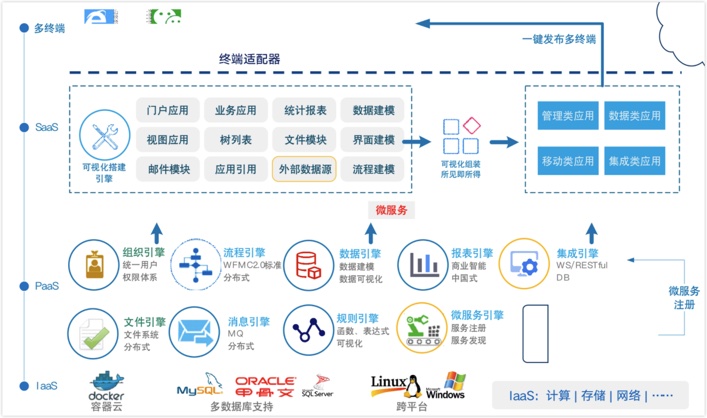 多终端
一键发布多终端
终端适配器
SaaS
可视化搭建
引擎
门户应用
业务应用
统计报表
数据建模
视图应用
树列表
文件模块
界面建模
邮件模块
应用引用
外部数据源
流程建模
可视化组装
所见即所得
管理类应用
数据类应用
移动类应用
集成类应用
微服务
PaaS
组织引擎
统一用户
权限体系
流程引擎
WFMC2.0标准
分布式
数据引擎
数据建模
数据可视化
报表引擎
商业智能
中国式
集成引擎
WS/RESTful
DB
文件引擎
文件系统
分布式
消息引擎
MQ
分布式
规则引擎
函数、表达式
可视化
微服务引擎
服务注册
服务发现
微服务
注册
IaaS
docker
容器云
MySQL
ORACLE
甲骨文
SQL Server
多数据库支持
Linux
Microsoft
Windows
跨平台
IaaS：计算 | 存储 | 网络 | ······